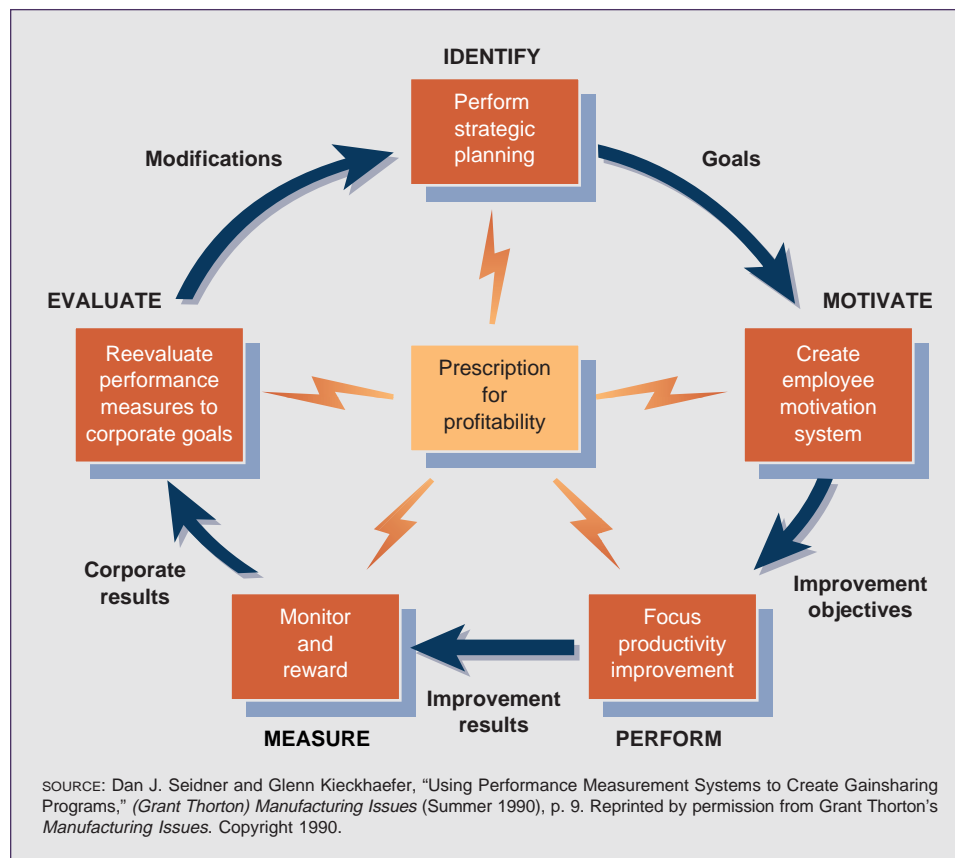 IDENTIFY
Perform
strategic
planning
Modifications
Goals
EVALUATE
MOTIVATE
Reevaluate
performance
measures to
corporate goals
Prescription
for
profitability
Create
employee
motivation
system
Corporate
results
Improvement
objectives
Monitor
and
reward
Focus
productivity
improvement
Improvement
results
MEASURE
PERFORM
SOURCE: Dan J. Seidner and Glenn Kieckhaefer, “Using Performance Measurement Systems to Create Gainsharing
Programs,” (Grant Thorton) Manufacturing Issues (Summer 1990), p. 9. Reprinted by permission from Grant Thorton’s
Manufacturing Issues. Copyright 1990.